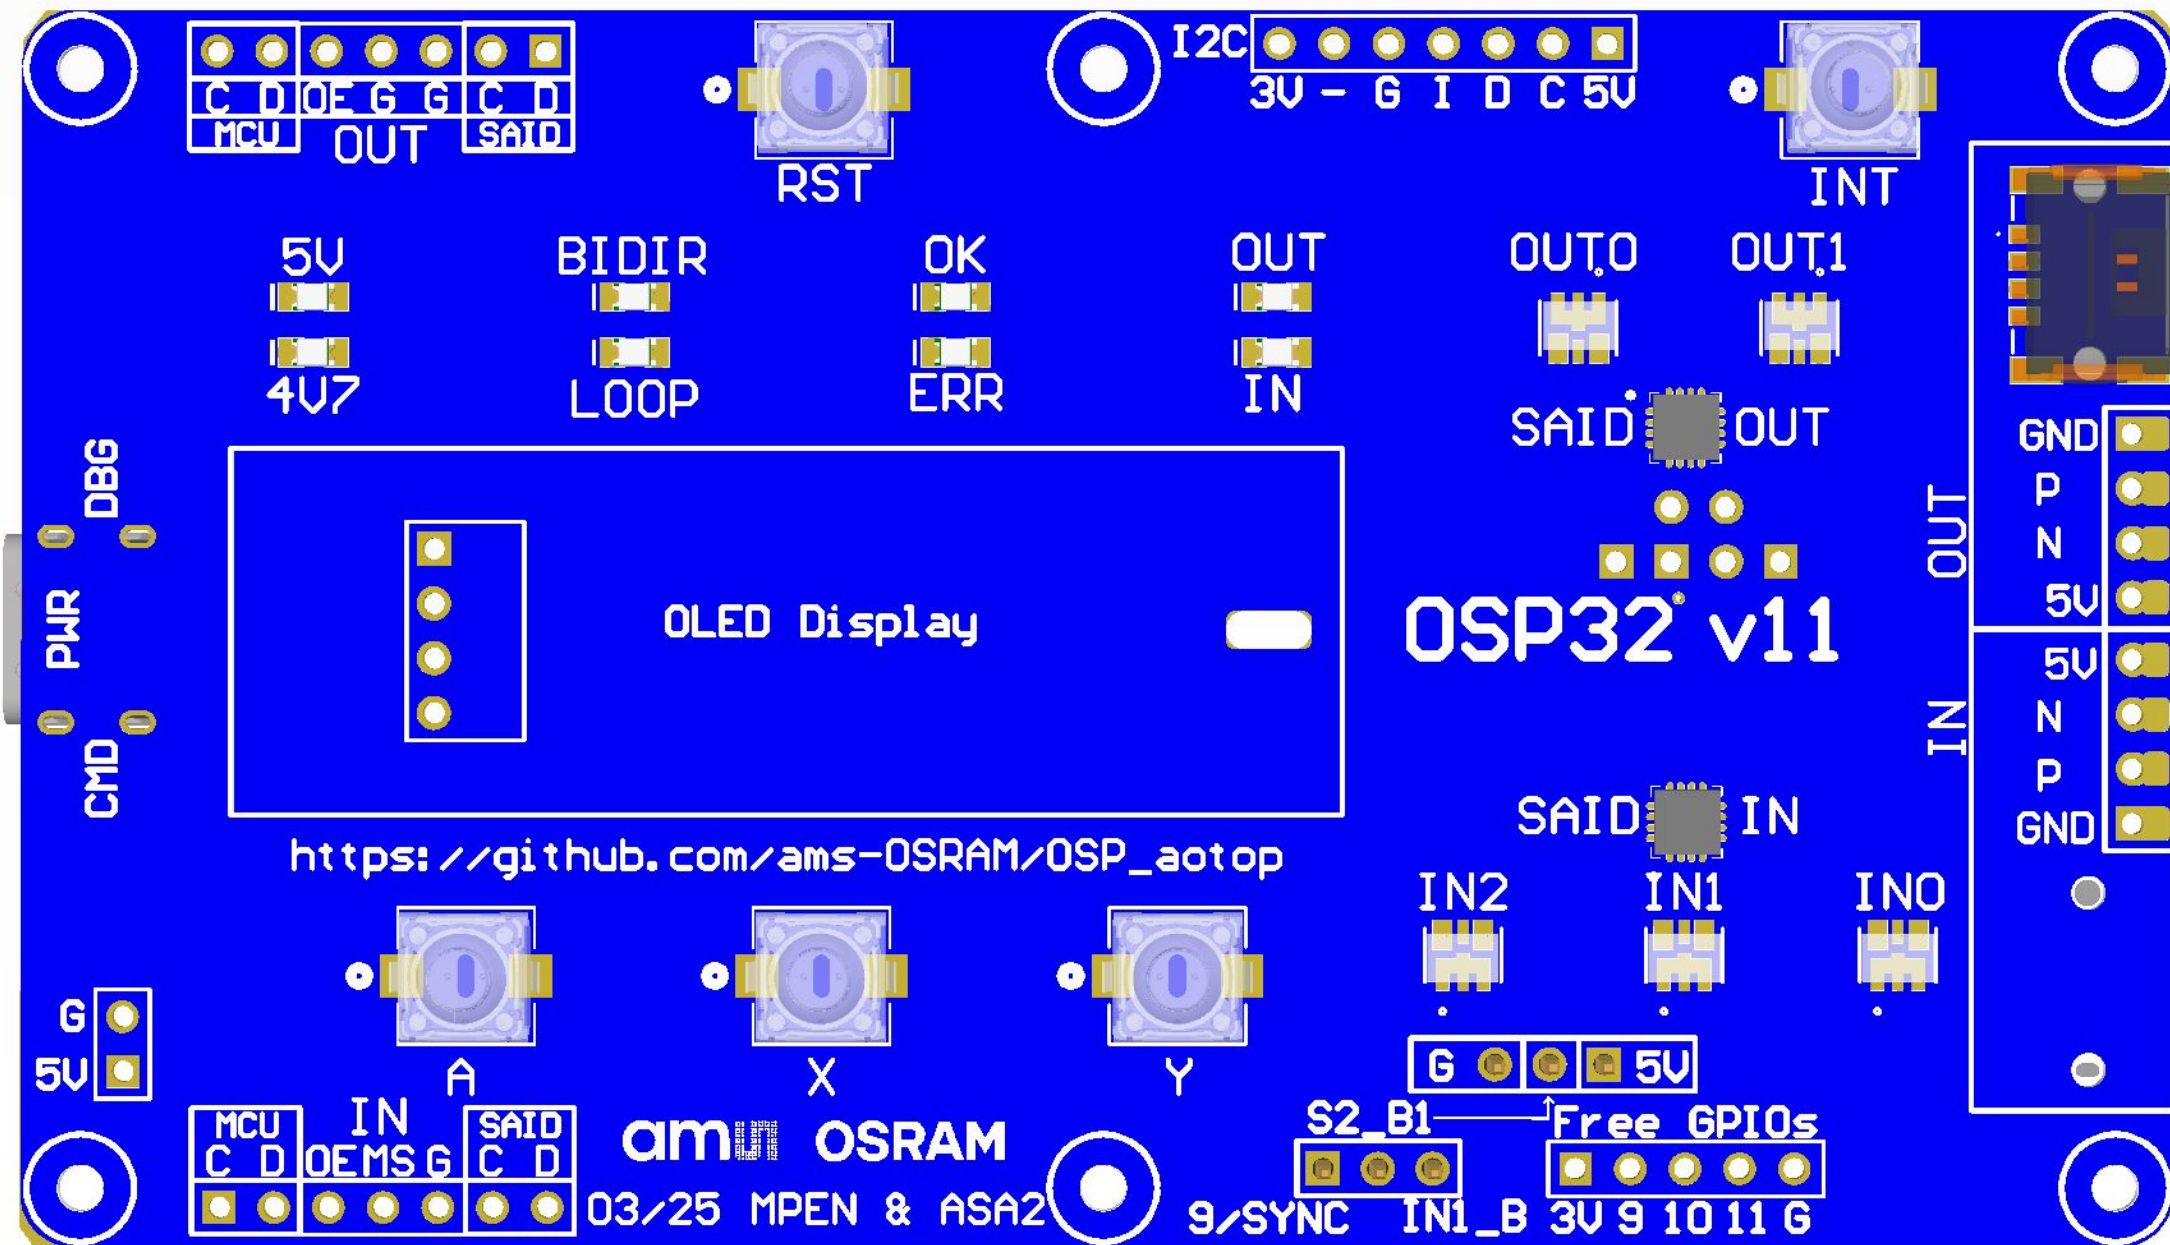 I2C
3V - G I D C 5V
C D OE G G C D
MCU OUT SAID
RST
INT
5V BIDIR OK OUT OUT0 OUT1
4V7 LOOP ERR IN
SAID OUT
GND
P
N
5V
OUT
DBG
PWR
CMD
OLED Display
OSP32 v11
5V
N
P
GND
IN
SAID IN
https://github.com/ams-OSRAM/OSP_aotop
IN2 IN1 IN0
G
5V
A X Y
G 5V
S2_B1
Free GPIOs
MCU IN SAID
C D OE MS G C D
am OSRAM
03/25 MPEN & ASA2
9/SYNC IN1_B
3V 9 10 11 G